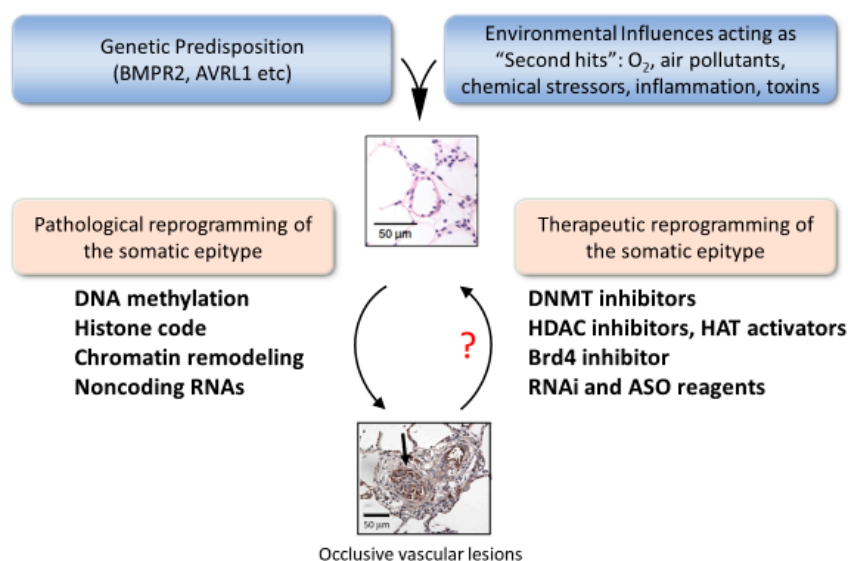 Genetic Predisposition
(BMPR2, AVRL1 etc)
Environmental Influences acting as
“Second hits”: O₂, air pollutants,
chemical stressors, inflammation, toxins
50 µm
Pathological reprogramming of
the somatic epitype
DNA methylation
Histone code
Chromatin remodeling
Noncoding RNAs
Therapeutic reprogramming of
the somatic epitype
DNMT inhibitors
HDAC inhibitors, HAT activators
Brd4 inhibitor
RNAi and ASO reagents
?
50 µm
Occlusive vascular lesions